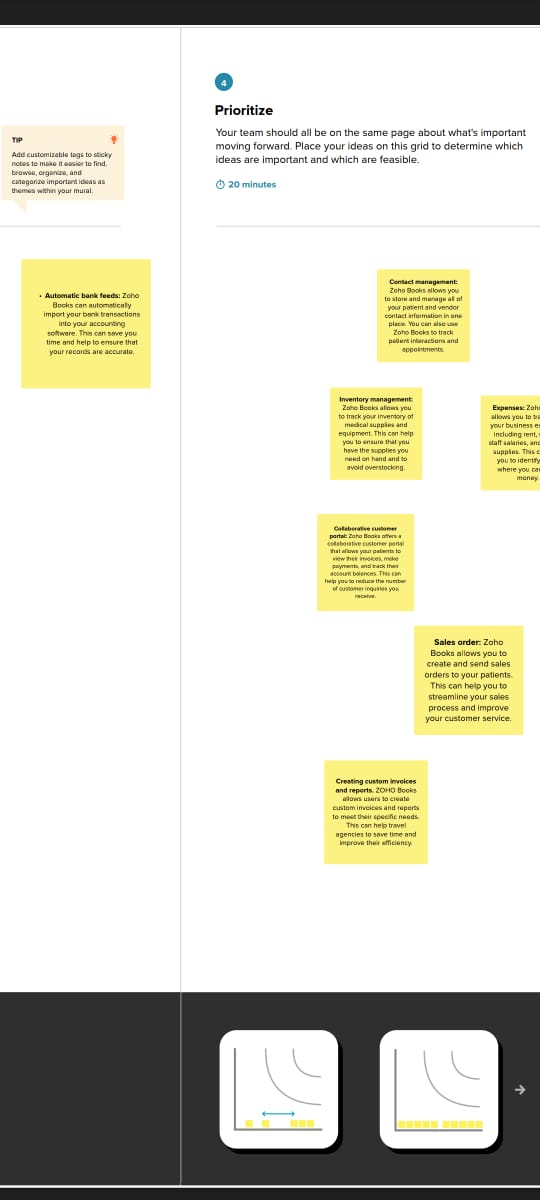 TIP
Add customizable tags to sticky
notes to make it easier to find,
browse, organize, and
categorize important ideas as
themes within your mural.
• Automatic bank feeds: Zoho
Books can automatically
import your bank transactions
into your accounting
software. This can save you
time and help to ensure that
your records are accurate.
4
Prioritize
Your team should all be on the same page about what's important
moving forward. Place your ideas on this grid to determine which
ideas are important and which are feasible.
20 minutes
Contact management:
Zoho Books allows you
to store and manage all of
your patient and vendor
contact information in one
place. You can also use
Zoho Books to track
patient interactions and
appointments.
Inventory management:
Zoho Books allows you
to track your inventory of
medical supplies and
equipment. This can help
you to ensure that you
have the supplies you
need on hand and to
avoid overstocking.
Expenses:
allows you to
your business
including rent,
staff salaries,
supplies. This
you to identify
where you
money.
Collaborative customer
portal: Zoho Books offers a
collaborative customer portal
that allows your patients to
view their invoices, make
payments, and track their
account balances. This can
help you to reduce the number
of customer inquiries you
receive.
Sales order: Zoho
Books allows you to
create and send sales
orders to your patients.
This can help you to
streamline your sales
process and improve
your customer service.
Creating custom invoices
and reports. ZOHO Books
allows users to create
custom invoices and reports
to meet their specific needs.
This can help travel
agencies to save time and
improve their efficiency.